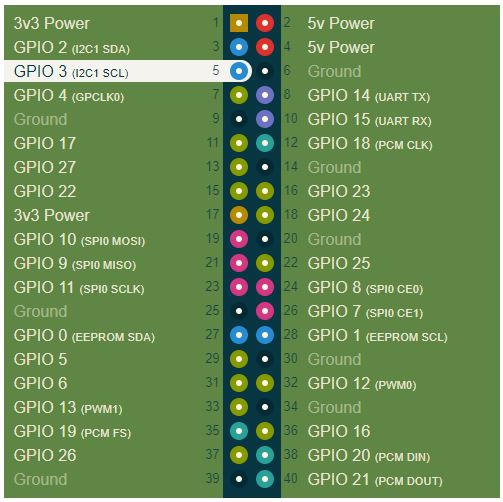 3v3 Power 1 2 5v Power
GPIO 2 (I2C1 SDA) 3 4 5v Power
GPIO 3 (I2C1 SCL) 5 6 Ground
GPIO 4 (GPCLK0) 7 8 GPIO 14 (UART TX)
Ground 9 10 GPIO 15 (UART RX)
GPIO 17 11 12 GPIO 18 (PCM CLK)
GPIO 27 13 14 Ground
GPIO 22 15 16 GPIO 23
3v3 Power 17 18 GPIO 24
GPIO 10 (SPI0 MOSI) 19 20 Ground
GPIO 9 (SPI0 MISO) 21 22 GPIO 25
GPIO 11 (SPI0 SCLK) 23 24 GPIO 8 (SPI0 CE0)
Ground 25 26 GPIO 7 (SPI0 CE1)
GPIO 0 (EEPROM SDA) 27 28 GPIO 1 (EEPROM SCL)
GPIO 5 29 30 Ground
GPIO 6 31 32 GPIO 12 (PWM0)
GPIO 13 (PWM1) 33 34 Ground
GPIO 19 (PCM FS) 35 36 GPIO 16
GPIO 26 37 38 GPIO 20 (PCM DIN)
Ground 39 40 GPIO 21 (PCM DOUT)